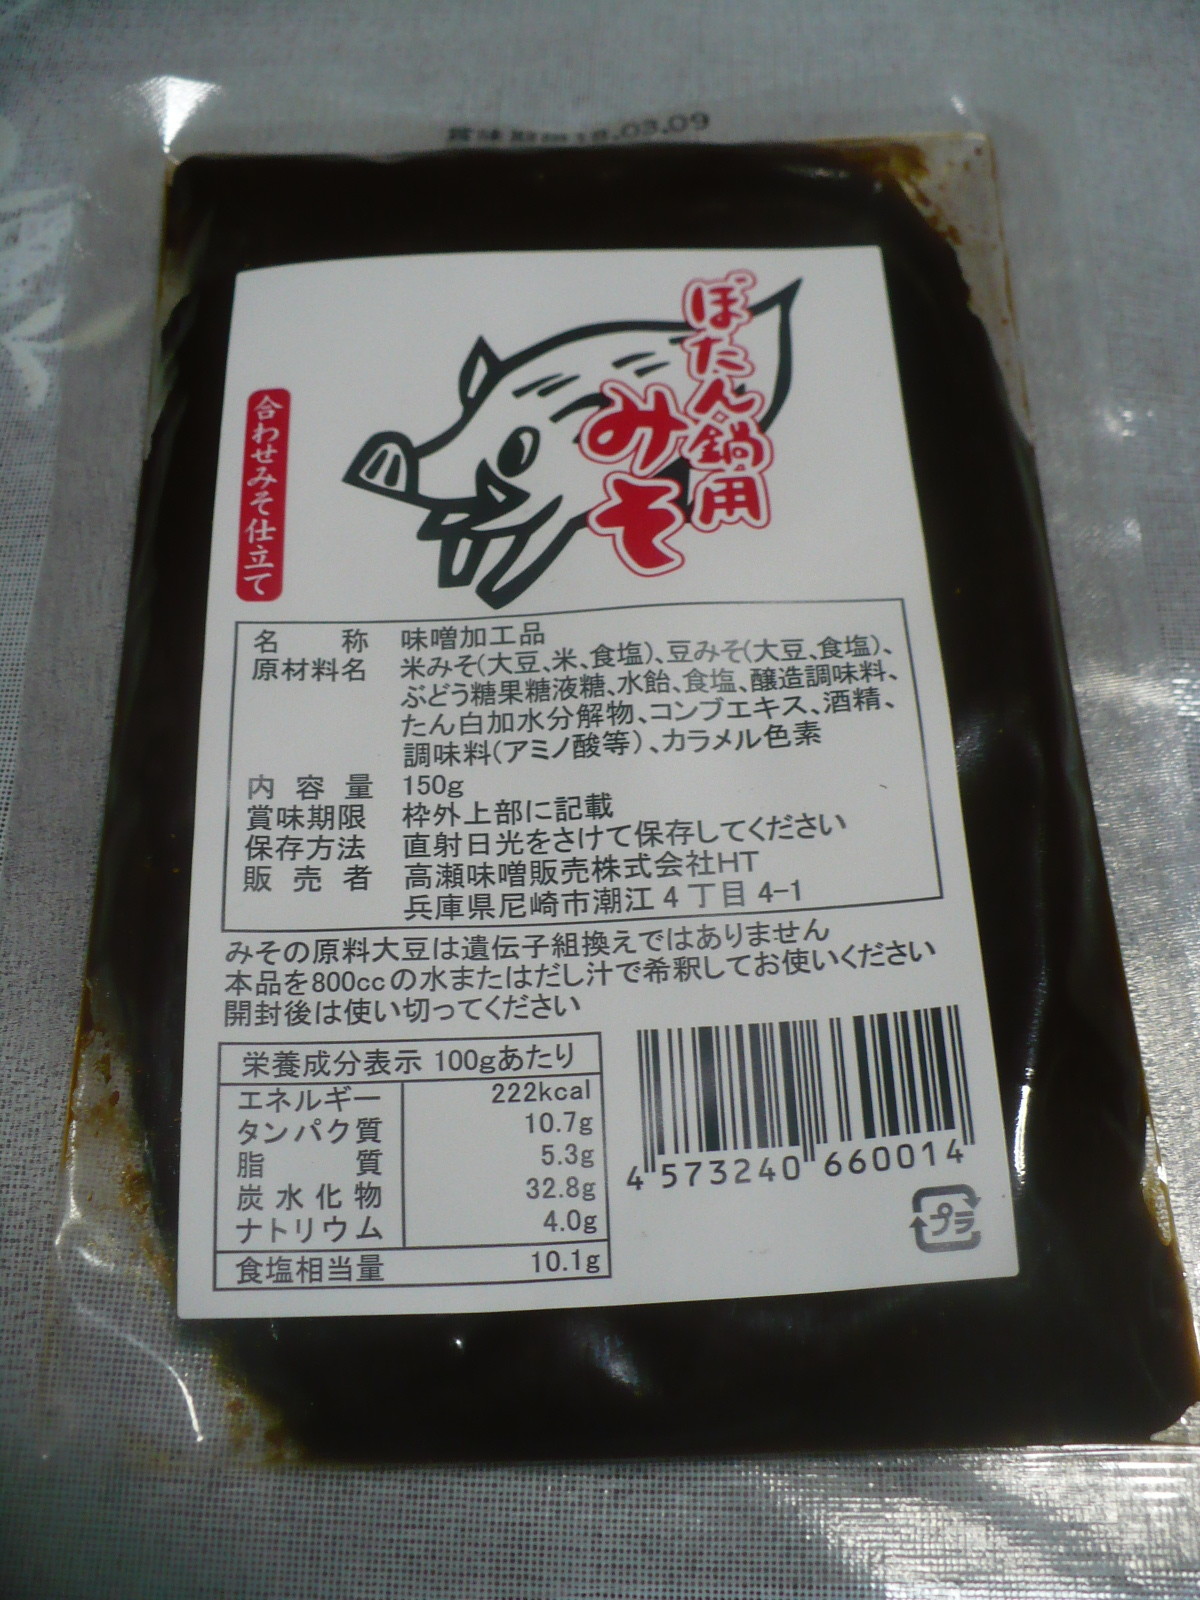 .03.09
ぼたん鍋用
みそ
合わせみそ仕立て
名称 味噌加工品
原材料名 米みそ(大豆、米、食塩)、豆みそ(大豆、食塩)、
ぶどう糖果糖液糖、水飴、食塩、醸造調味料、
たん白加水分解物、コンブエキス、酒精、
調味料(アミノ酸等)、カラメル色素
内容量 150g
賞味期限 枠外上部に記載
保存方法 直射日光をさけて保存してください
販売者 高瀬味噌販売株式会社HT
兵庫県尼崎市潮江4丁目4-1
みその原料大豆は遺伝子組換えではありません
本品を800ccの水またはだし汁で希釈してお使いください
開封後は使い切ってください
栄養成分表示 100gあたり
エネルギー 222kcal
タンパク質 10.7g
脂質 5.3g
炭水化物 32.8g
ナトリウム 4.0g
食塩相当量 10.1g
4 573240 660014
プラ